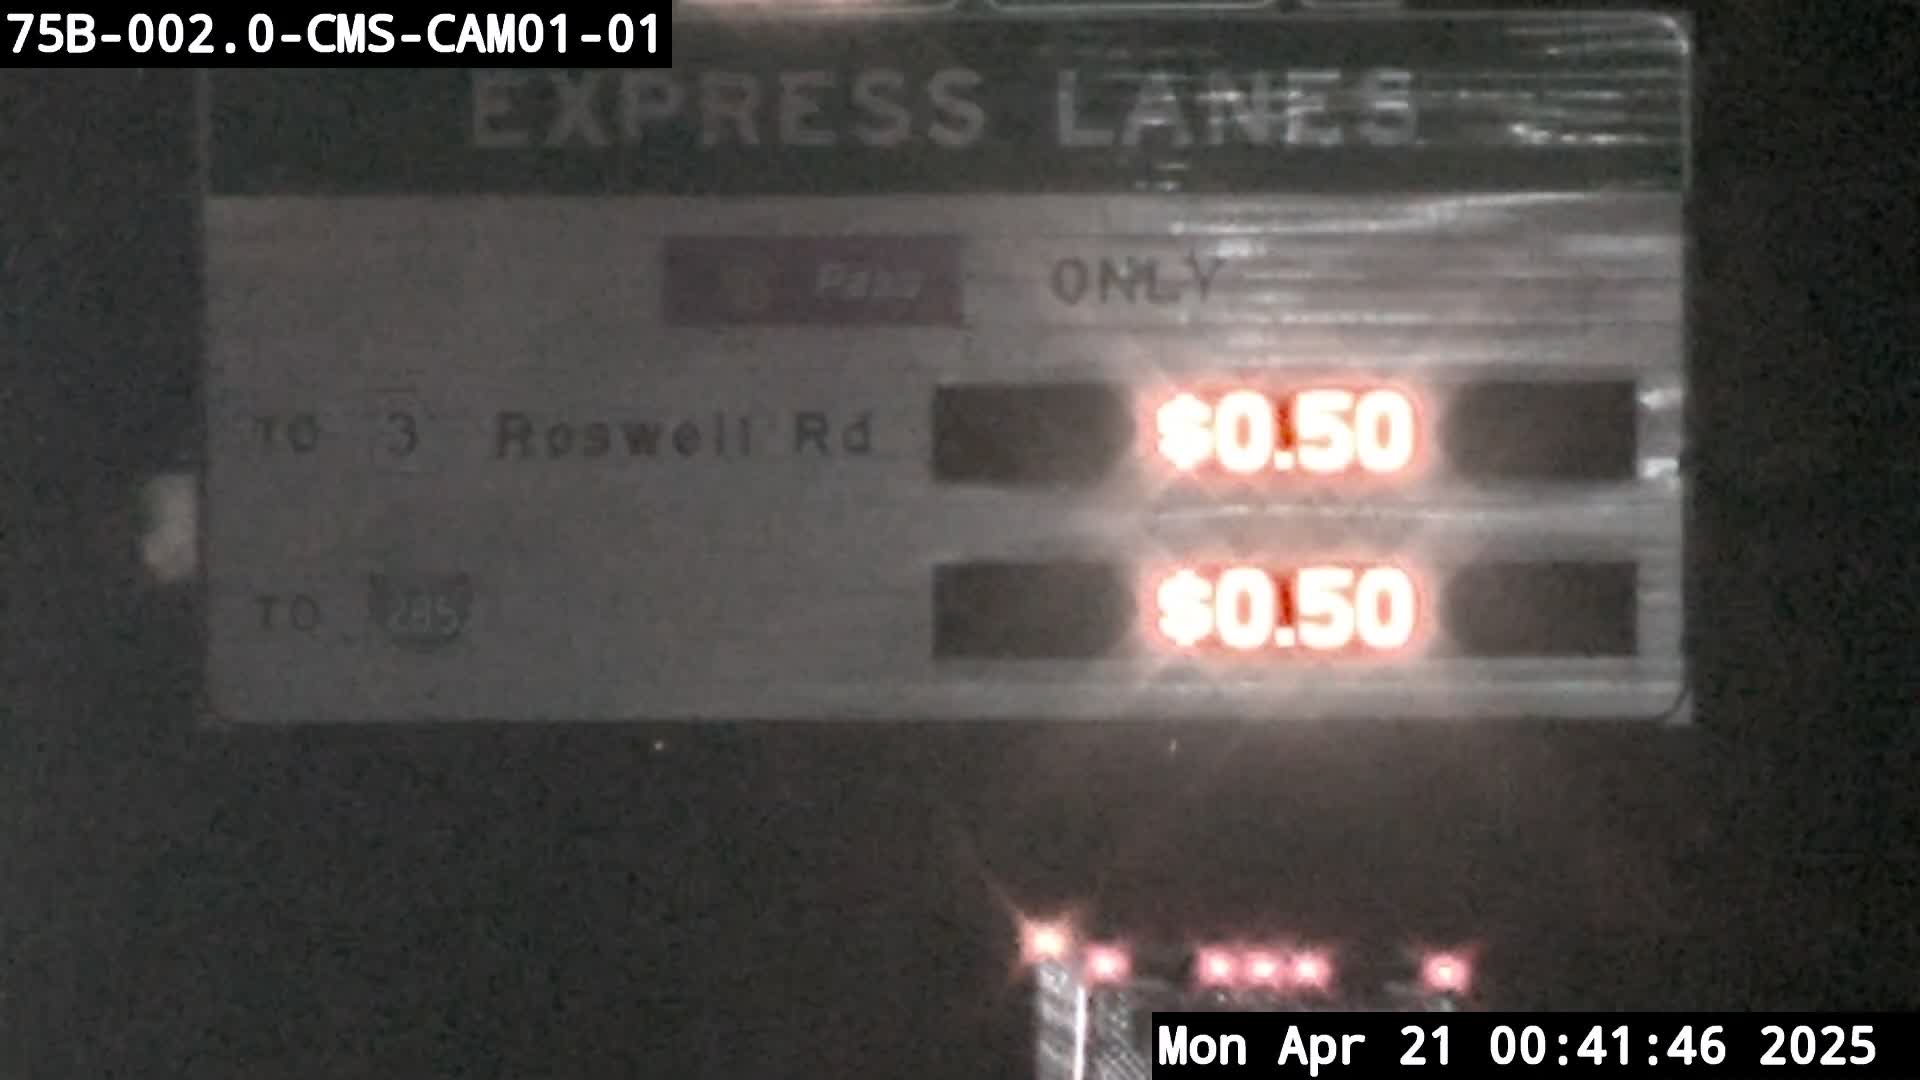 75B-002.0-CMS-CAM01-01
EXPRESS LANES
Pass ONLY
TO 3 Roswell Rd $0.50
TO 285 $0.50
Mon Apr 21 00:41:46 2025